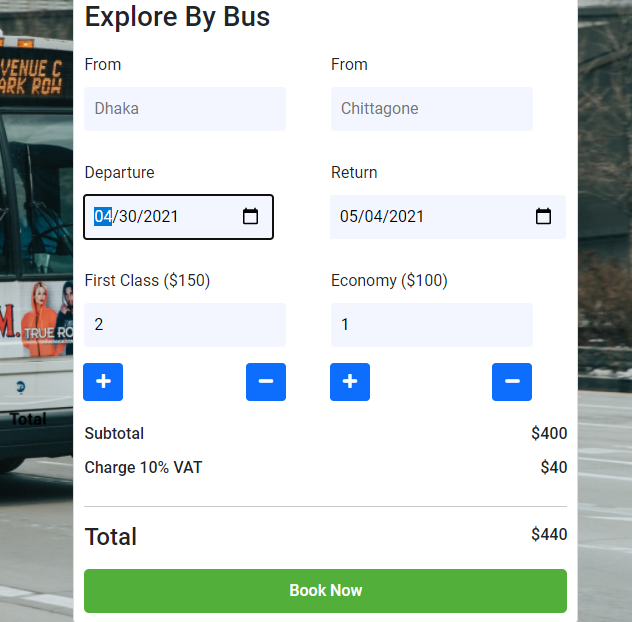 Explore By Bus
VENUE C
ARK ROW
From From
Dhaka Chittagone
Departure Return
04/30/2021 05/04/2021
First Class ($150) Economy ($100)
2 1
M. TRUE RO
+ − + −
Total
Subtotal $400
Charge 10% VAT $40
Total $440
Book Now